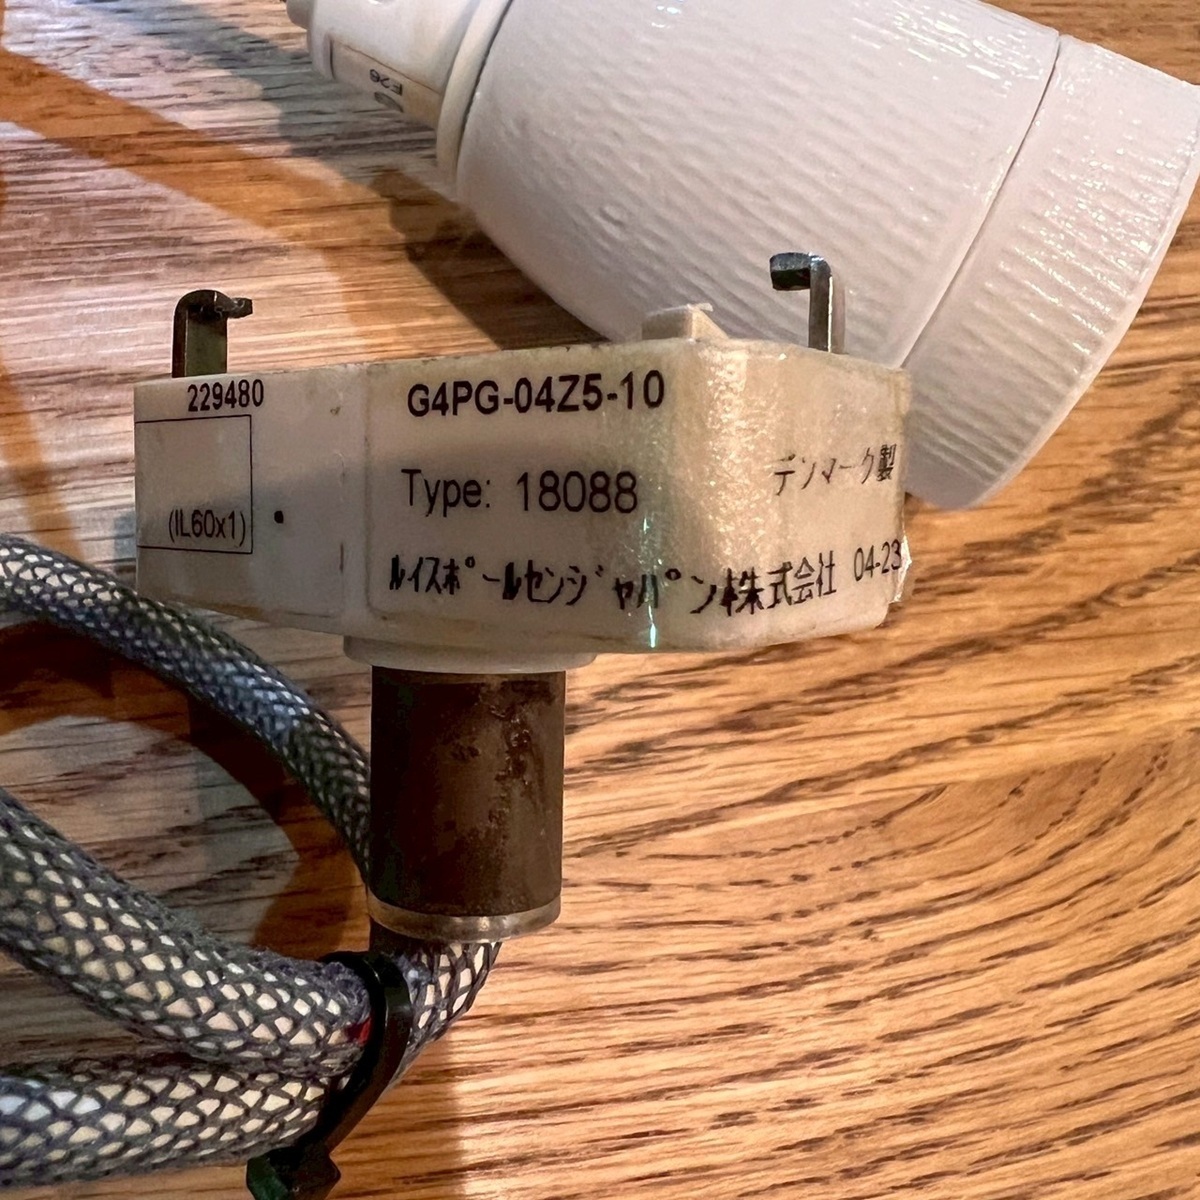 E26
229480
(IL60x1)
G4PG-04Z5-10
Type: 18088
デンマーク製
ルイスポールセンジャパン株式会社 04-23